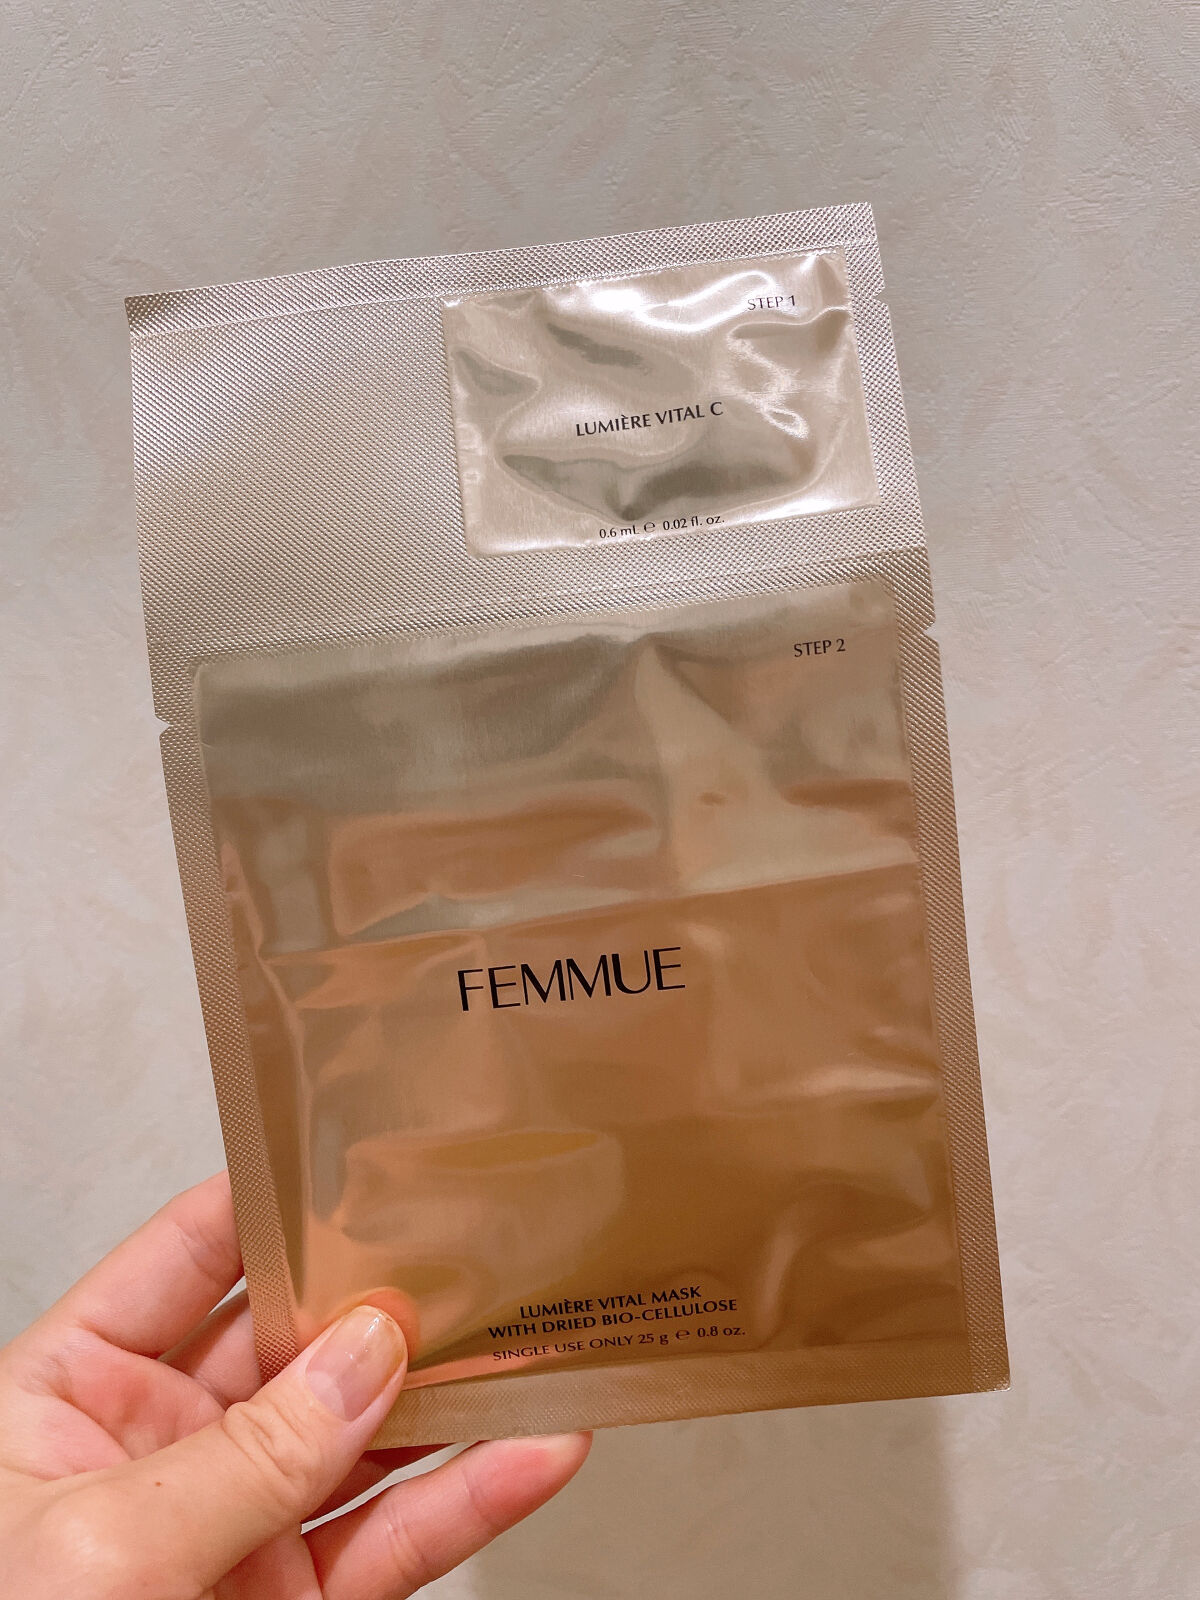 STEP 1
LUMIÈRE VITAL C
0.6 mL ℮ 0.02 fl. oz.
STEP 2
FEMMUE
LUMIÈRE VITAL MASK
WITH DRIED BIO-CELLULOSE
SINGLE USE ONLY 25 g ℮ 0.8 oz.